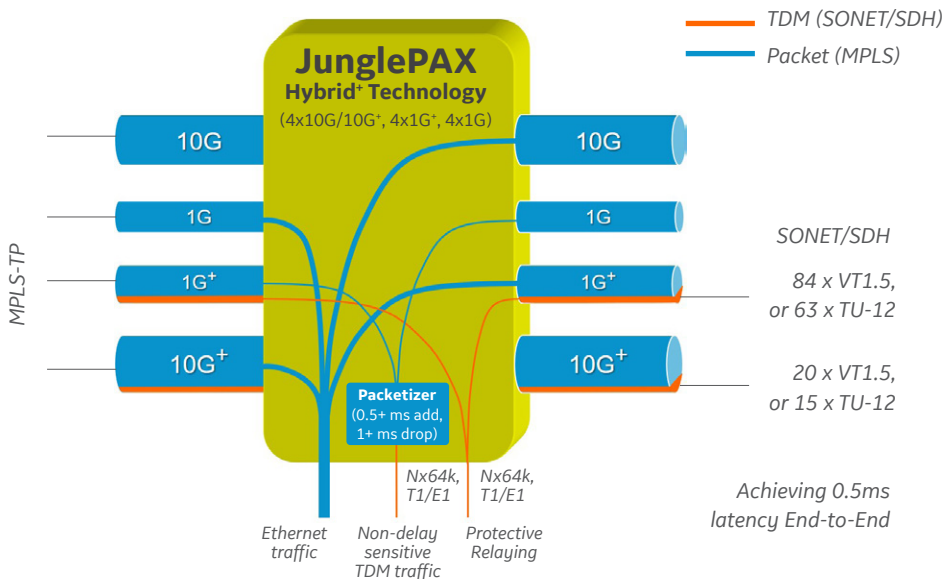 JunglePAX
Hybrid⁺ Technology
(4x10G/10G⁺, 4x1G⁺, 4x1G)
TDM (SONET/SDH)
Packet (MPLS)
MPLS-TP
10G
1G
1G⁺
10G⁺
10G
1G
1G⁺
10G⁺
SONET/SDH
84 x VT1.5,
or 63 x TU-12
20 x VT1.5,
or 15 x TU-12
Packetizer
(0.5+ ms add,
1+ ms drop)
Nx64k,
T1/E1
Nx64k,
T1/E1
Ethernet
traffic
Non-delay
sensitive
TDM traffic
Protective
Relaying
Achieving 0.5ms
latency End-to-End